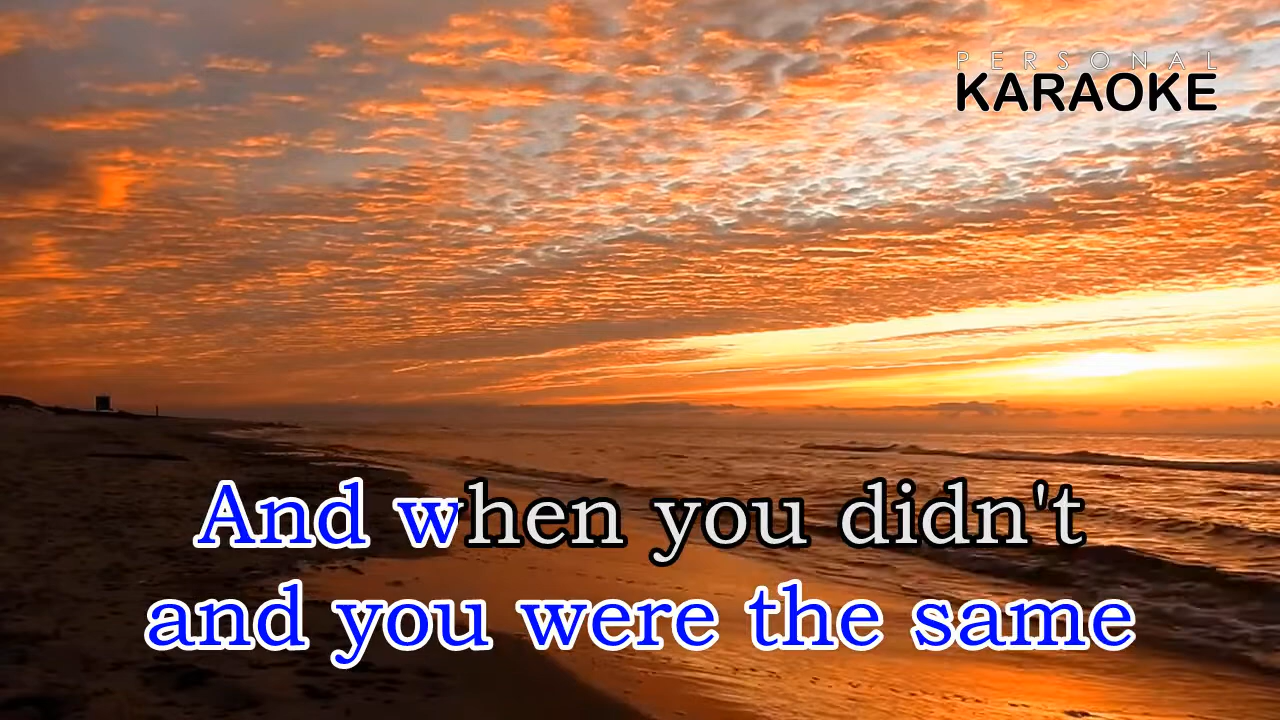 PERSONAL
KARAOKE
And when you didn't
and you were the same